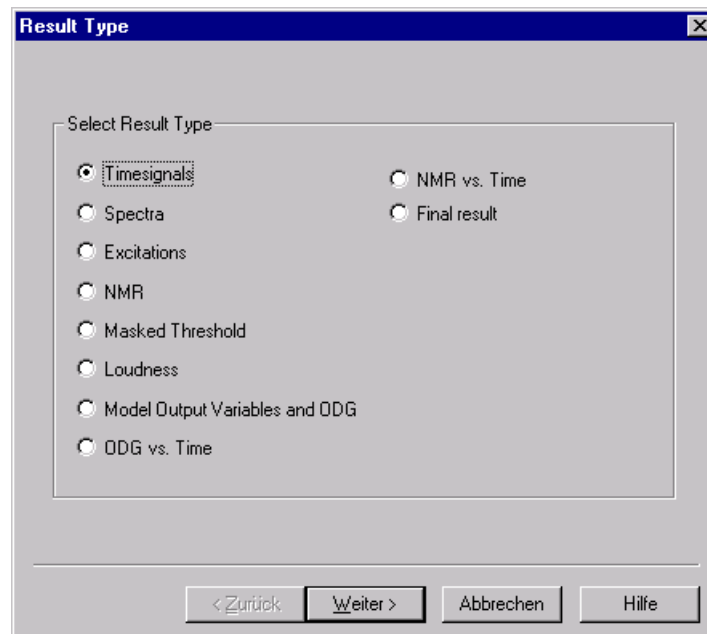 Result Type
Select Result Type
Timesignals
Spectra
Excitations
NMR
Masked Threshold
Loudness
Model Output Variables and ODG
ODG vs. Time
NMR vs. Time
Final result
< Zurück
Weiter >
Abbrechen
Hilfe